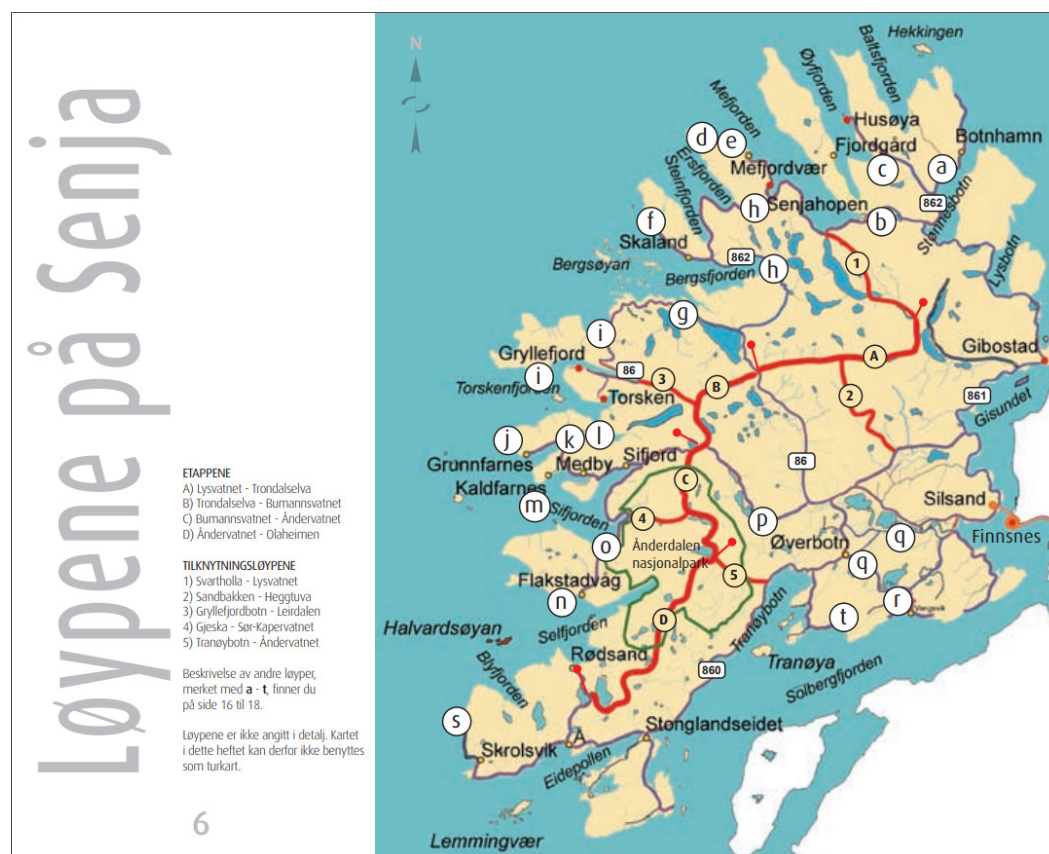 Løypene på Senja
ETAPPENE
A) Lysvatnet - Trondalselva
B) Trondalselva - Bumannsvatnet
C) Bumannsvatnet - Åndervatnet
D) Åndervatnet - Olaheimen
TILKNYTNINGSLØYPENE
1) Svartholla - Lysvatnet
2) Sandbakken - Heggtuva
3) Gryllefjordbotn - Leirdalen
4) Gjeska - Sør-Kapervatnet
5) Tranøybotn - Åndervatnet
Beskrivelse av andre løyper,
merket med a - t, finner du
på side 16 til 18.
Løypene er ikke angitt i detalj. Kartet
i dette heftet kan derfor ikke benyttes
som turkart.
6
N
Hekkingen
Baltsfjorden
Øyfjorden
Mefjorden
Husøya
Botnhamn
d
e
Fjordgård
c
a
Mefjordvær
Ersfjorden
Steinfjorden
862
h
Senjahopen
b
Stønnesbotn
f
Skaland
862
h
1
Lysbotn
Bergsøyan
Bergsfjorden
g
i
A
Gibostad
Gryllefjord
86
3
B
i
Torskenfjorden
Torsken
2
861
Gisundet
j
k
l
Grunnfarnes
Medby
Sifjord
86
Kaldfarnes
C
Silsand
m
Sifjorden
4
p
Finnsnes
o
Ånderdalen
nasjonalpark
Øverbotn
q
q
5
Flakstadvåg
n
r
Vangsvik
t
Tranøybotn
Selfjorden
D
Halvardsøyan
Rødsand
860
Tranøya
Solbergfjorden
Blyfjorden
s
Stonglandseidet
Å
Skrolsvik
Eidepollen
Lemmingvær